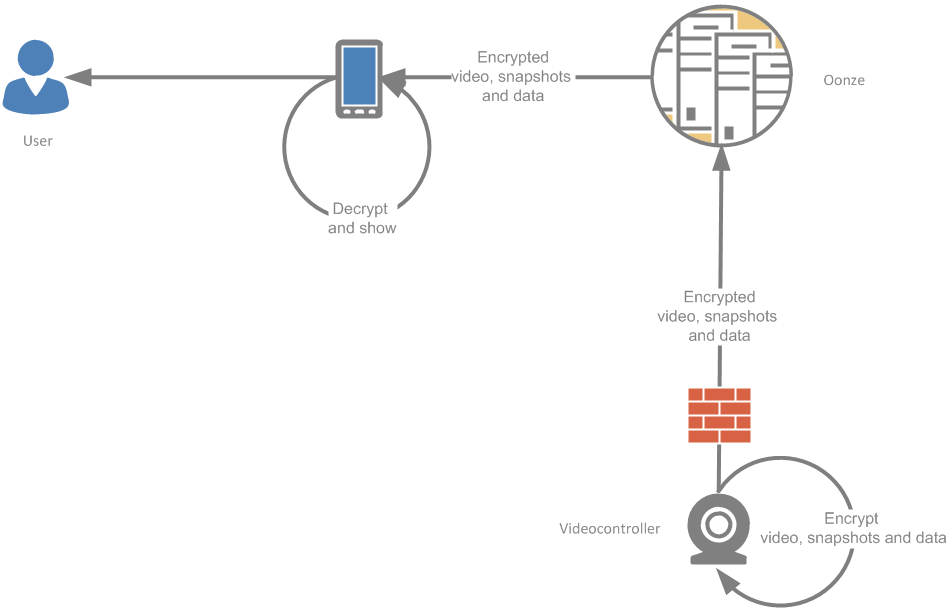 Encrypted
video, snapshots
and data
Oonze
User
Decrypt
and show
Encrypted
video, snapshots
and data
Videocontroller
Encrypt
video, snapshots and data